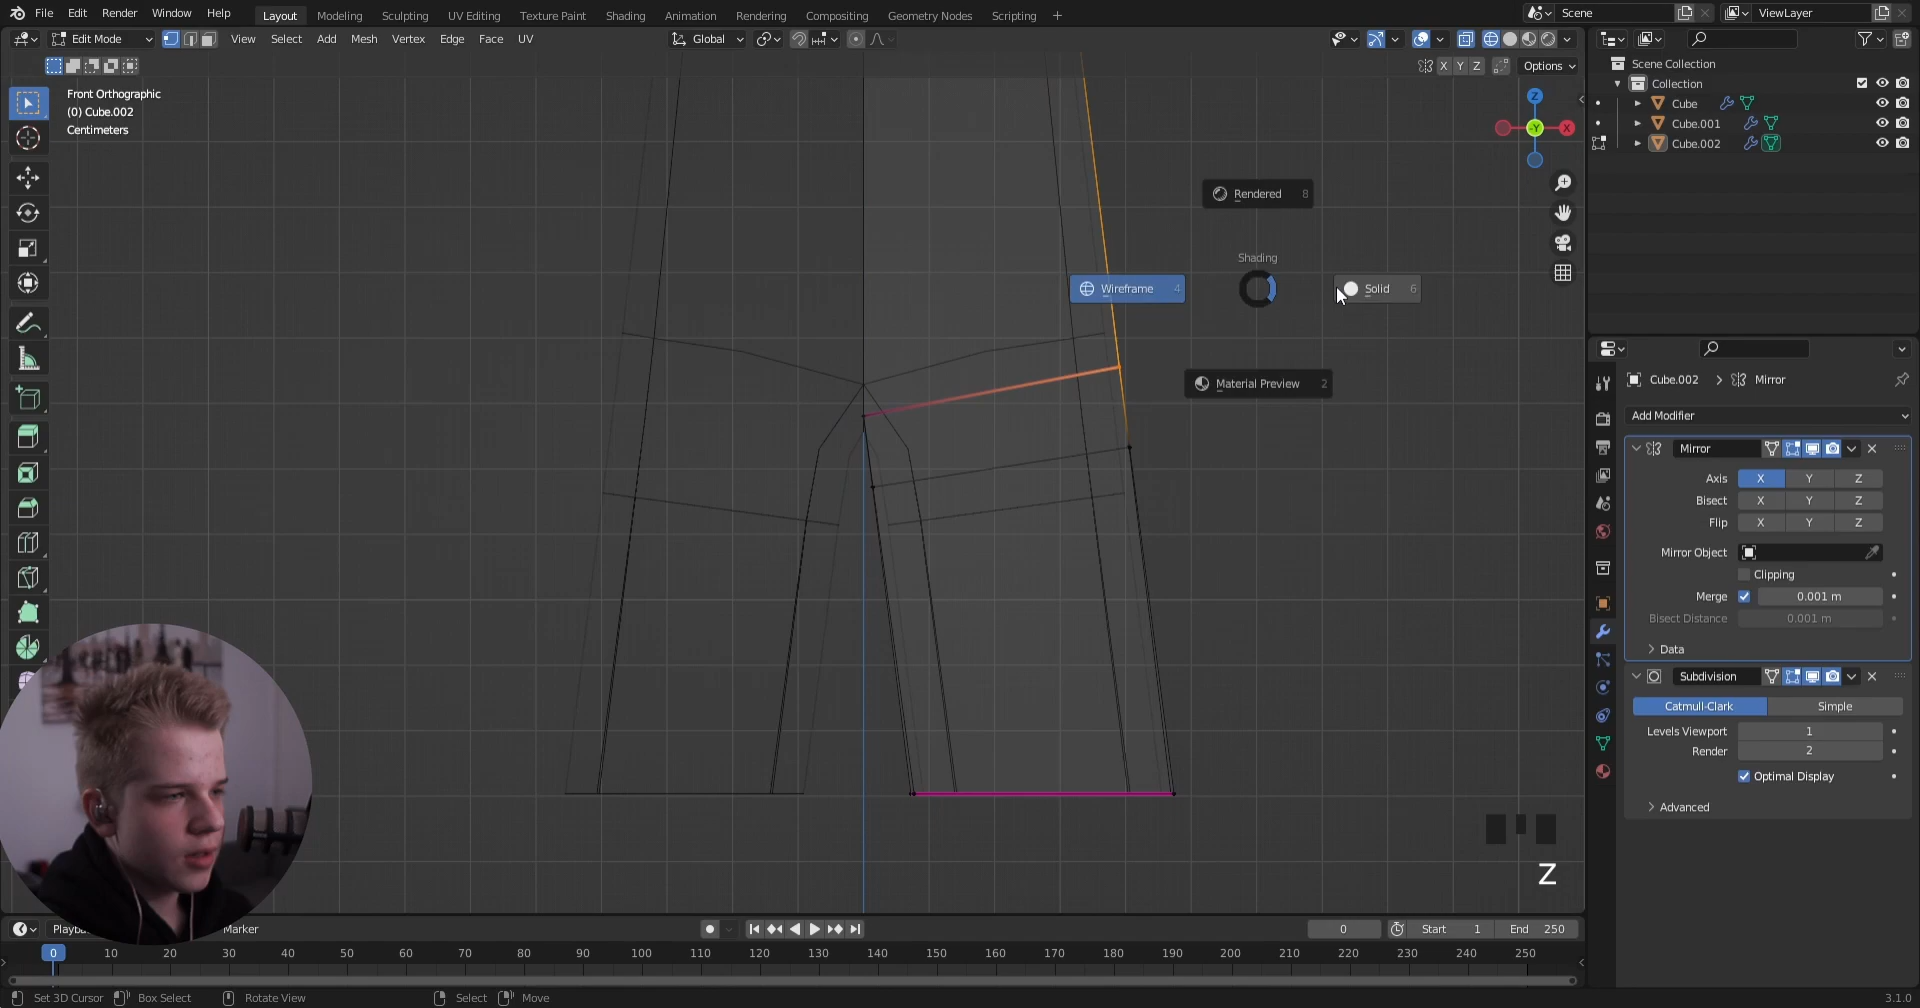 File Edit Render Window Help Layout Modeling Sculpting UV Editing Texture Paint Shading Animation Rendering Compositing Geometry Nodes Scripting + Scene ViewLayer
Edit Mode View Select Add Mesh Vertex Edge Face UV Global
X Y Z Options
Front Orthographic
(0) Cube.002
Centimeters
Z
-Y
X
Rendered 8
Shading
Wireframe 4
Solid 6
Material Preview 2
Z
Scene Collection
Collection
Cube
Cube.001
Cube.002
Cube.002 > Mirror
Add Modifier
Mirror
Axis X Y Z
Bisect X Y Z
Flip X Y Z
Mirror Object
Clipping
Merge 0.001 m
Bisect Distance 0.001 m
Data
Subdivision
Catmull-Clark Simple
Levels Viewport 1
Render 2
Optimal Display
Advanced
Marker 0 Start 1 End 250
0 10 20 30 40 50 60 70 80 90 100 110 120 130 140 150 160 170 180 190 200 210 220 230 240 250
Set 3D Cursor Box Select Rotate View Select Move 3.1.0